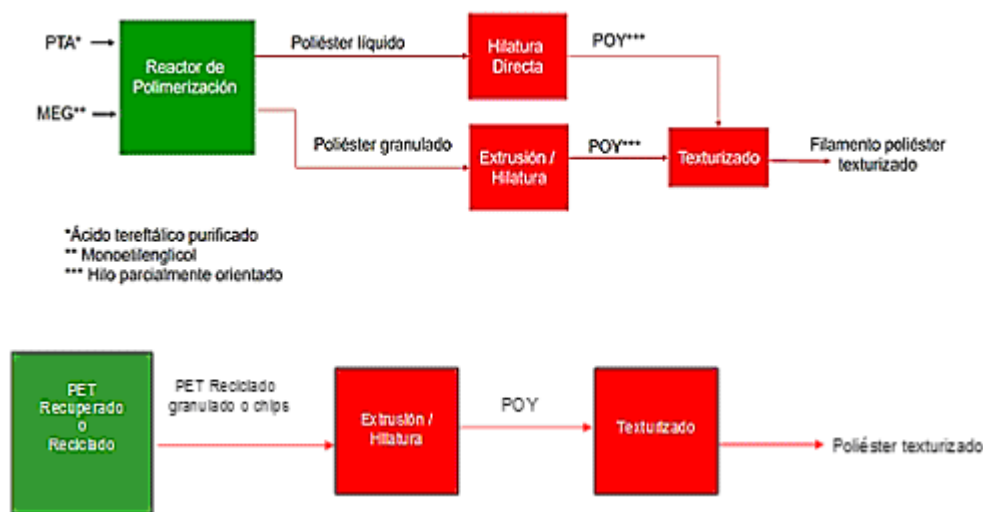 PTA*
MEG**
Reactor de
Polimerización
Poliéster líquido
Poliéster granulado
Hilatura
Directa
Extrusión /
Hilatura
POY***
POY***
Texturizado
Filamento poliéster
texturizado
*Ácido tereftálico purificado
** Monoetilenglicol
*** Hilo parcialmente orientado
PET
Recuperado
o
Reciclado
PET Reciclado
granulado o chips
Extrusión /
Hilatura
POY
Texturizado
Poliéster texturizado